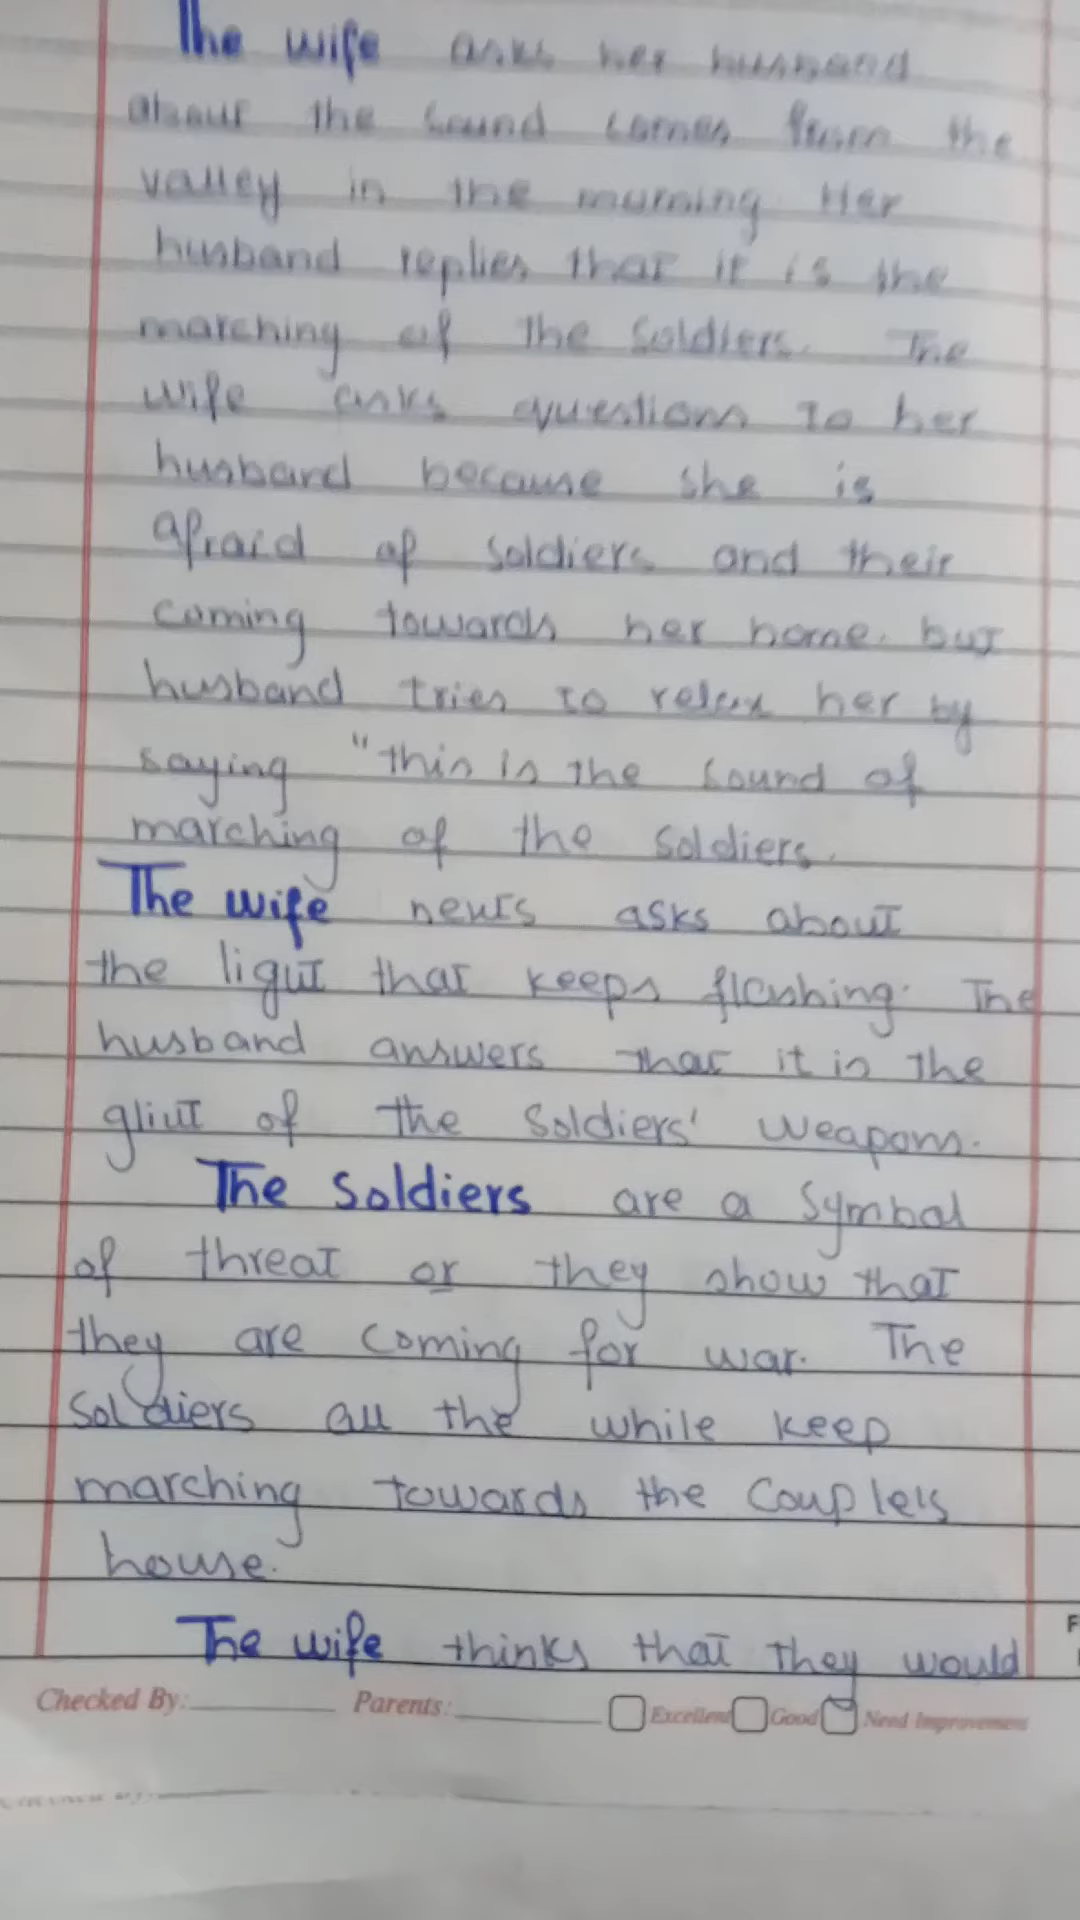 The wife asks her husband
about the sound comes from the
valley in the murning Her
husband replies that it is the
marching of the soldiers. The
wife asks questions to her
husband because she is
afraid of soldiers and their
coming towards her home. but
husband tries to relax her by
saying "this is the sound of
marching of the soldiers.
The wife neuts asks about
the light that keeps flashing. The
husband answers that it is the
glint of the soldiers' weapons.
The Soldiers are a symbal
of threat or they show that
they are coming for war. The
soldiers all the while keep
marching towards the couple's
house.
The wife thinks that they would
Checked By: Parents: Excellent Good Need Improvement
F